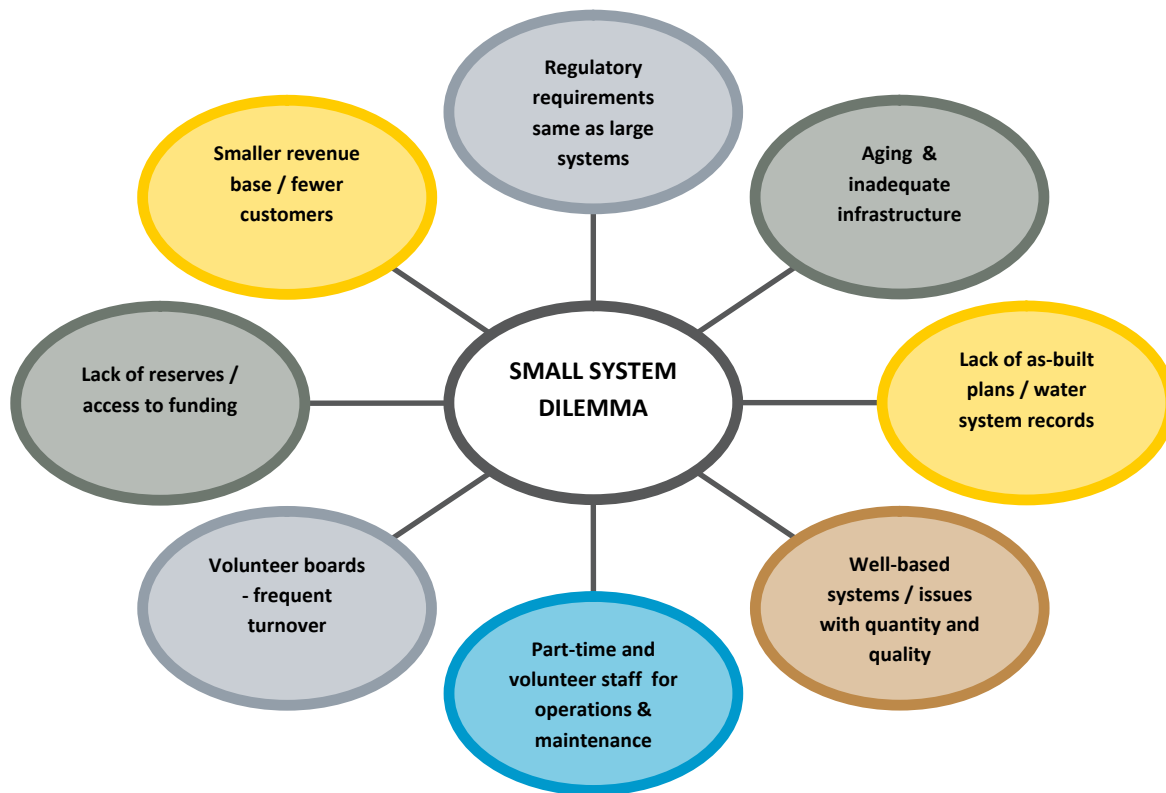 Regulatory
requirements
same as large
systems
Smaller revenue
base / fewer
customers
Aging & 
inadequate
infrastructure
Lack of reserves /
access to funding
SMALL SYSTEM
DILEMMA
Lack of as-built
plans / water
system records
Volunteer boards
- frequent
turnover
Well-based
systems / issues
with quantity and
quality
Part-time and
volunteer staff for
operations &
maintenance